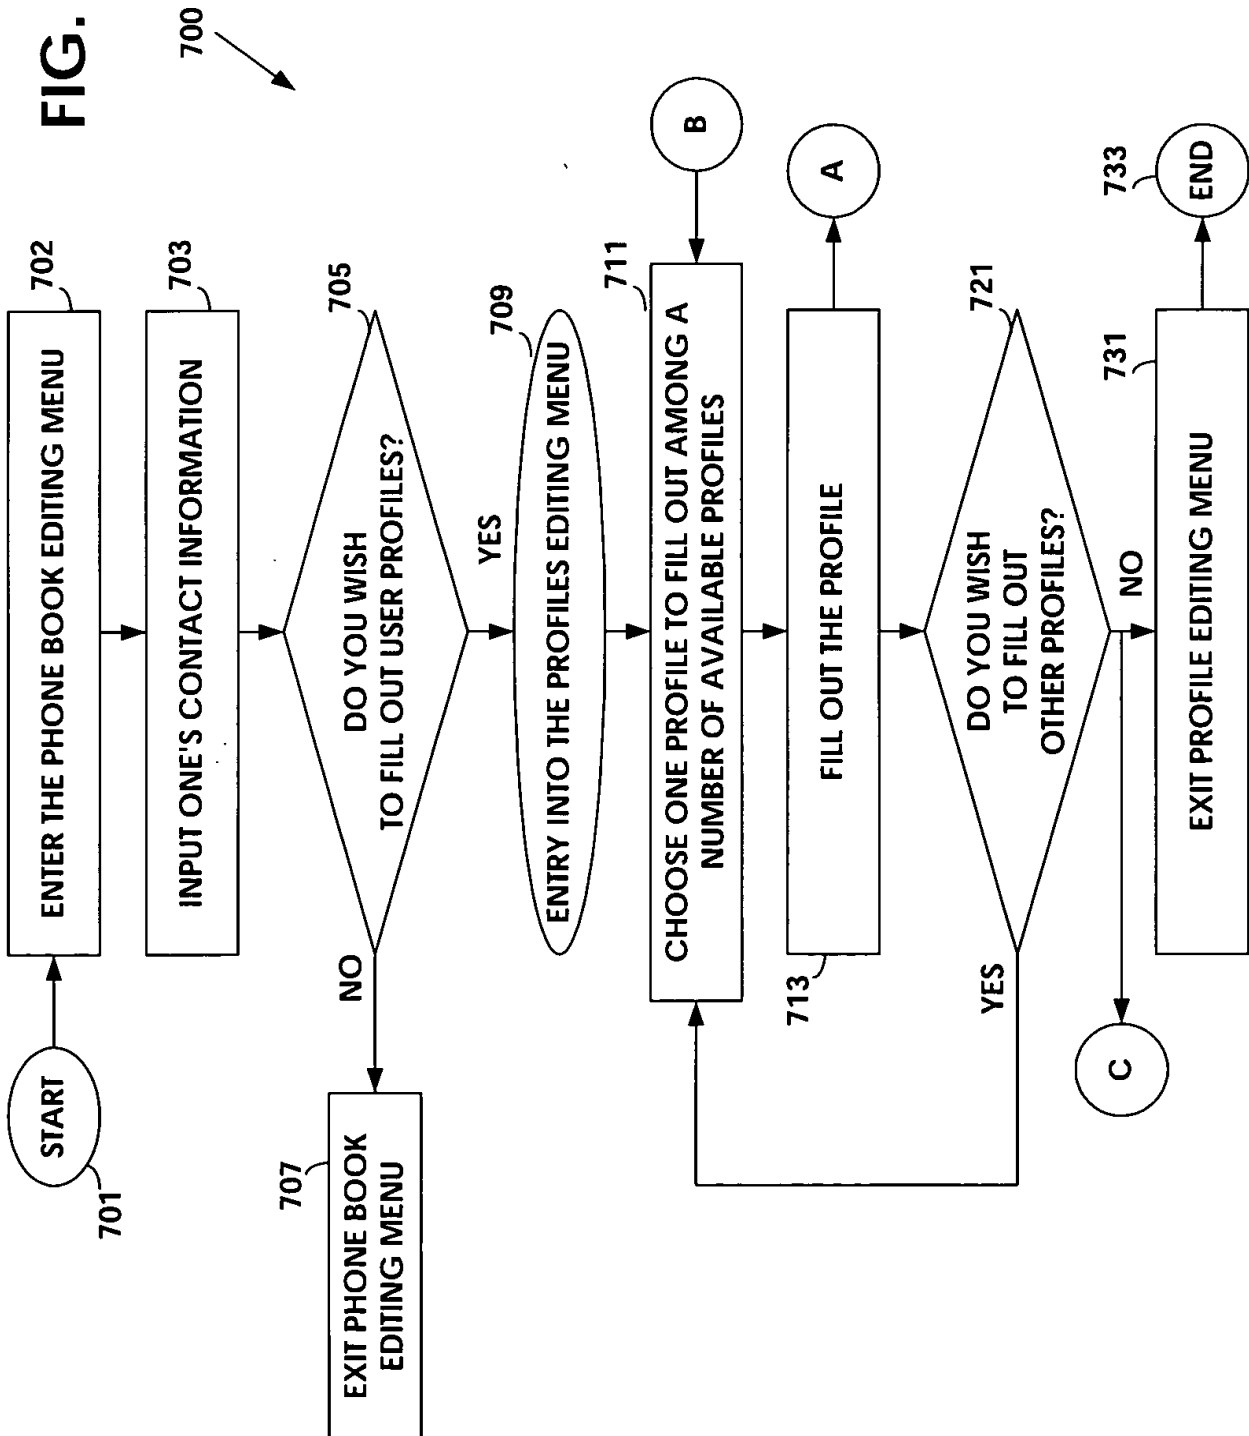 FIG.
700
START
701
ENTER THE PHONE BOOK EDITING MENU
702
INPUT ONE'S CONTACT INFORMATION
703
DO YOU WISH
TO FILL OUT USER PROFILES?
705
NO
EXIT PHONE BOOK
EDITING MENU
707
YES
ENTRY INTO THE PROFILES EDITING MENU
709
CHOOSE ONE PROFILE TO FILL OUT AMONG A
NUMBER OF AVAILABLE PROFILES
711
B
FILL OUT THE PROFILE
713
A
DO YOU WISH
TO FILL OUT
OTHER PROFILES?
721
YES
NO
C
EXIT PROFILE EDITING MENU
731
END
733